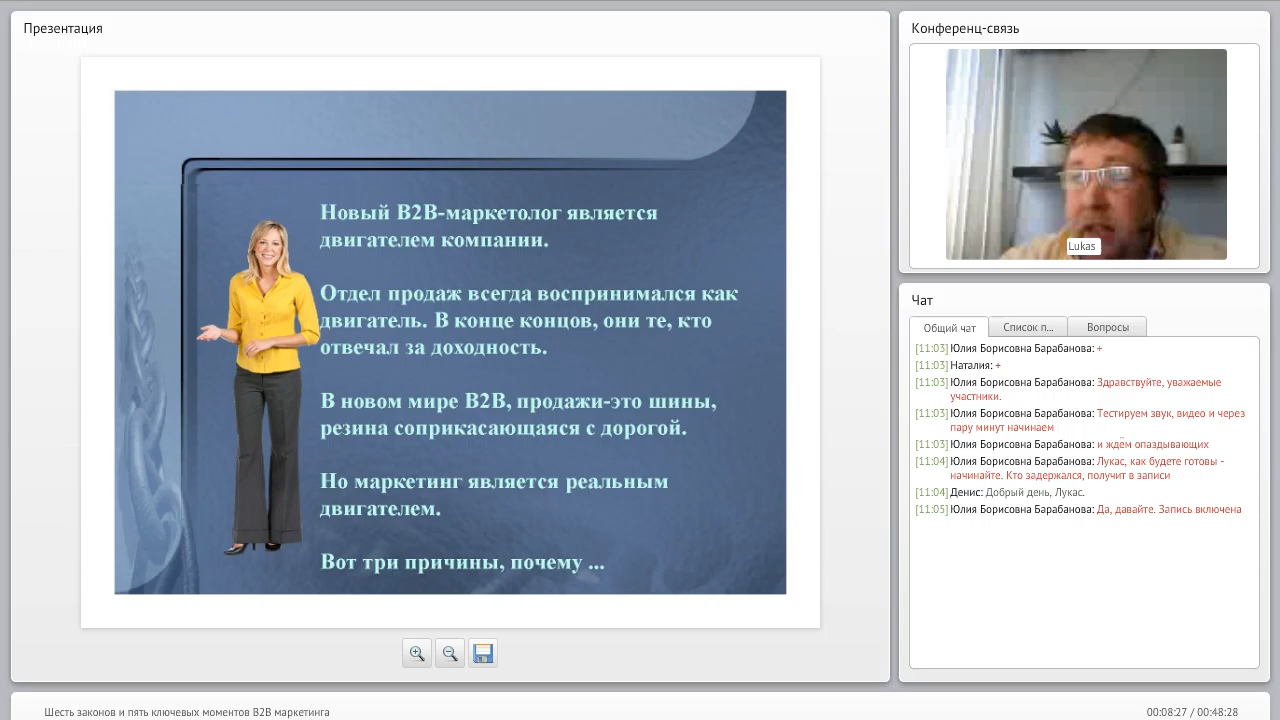 Презентация
Новый B2B-маркетолог является
двигателем компании.
Отдел продаж всегда воспринимался как
двигатель. В конце концов, они те, кто
отвечал за доходность.
В новом мире B2B, продажи-это шины,
резина соприкасающаяся с дорогой.
Но маркетинг является реальным
двигателем.
Вот три причины, почему ...
Конференц-связь
Lukas
Чат
Общий чат
Список п...
Вопросы
[11:03] Юлия Борисовна Барабанова: +
[11:03] Наталия: +
[11:03] Юлия Борисовна Барабанова: Здравствуйте, уважаемые
участники.
[11:03] Юлия Борисовна Барабанова: Тестируем звук, видео и через
пару минут начинаем
[11:03] Юлия Борисовна Барабанова: и ждём опаздывающих
[11:04] Юлия Борисовна Барабанова: Лукас, как будете готовы -
начинайте. Кто задержался, получит в записи
[11:04] Денис: Добрый день, Лукас.
[11:05] Юлия Борисовна Барабанова: Да, давайте. Запись включена
Шесть законов и пять ключевых моментов B2B маркетинга
00:08:27 / 00:48:28